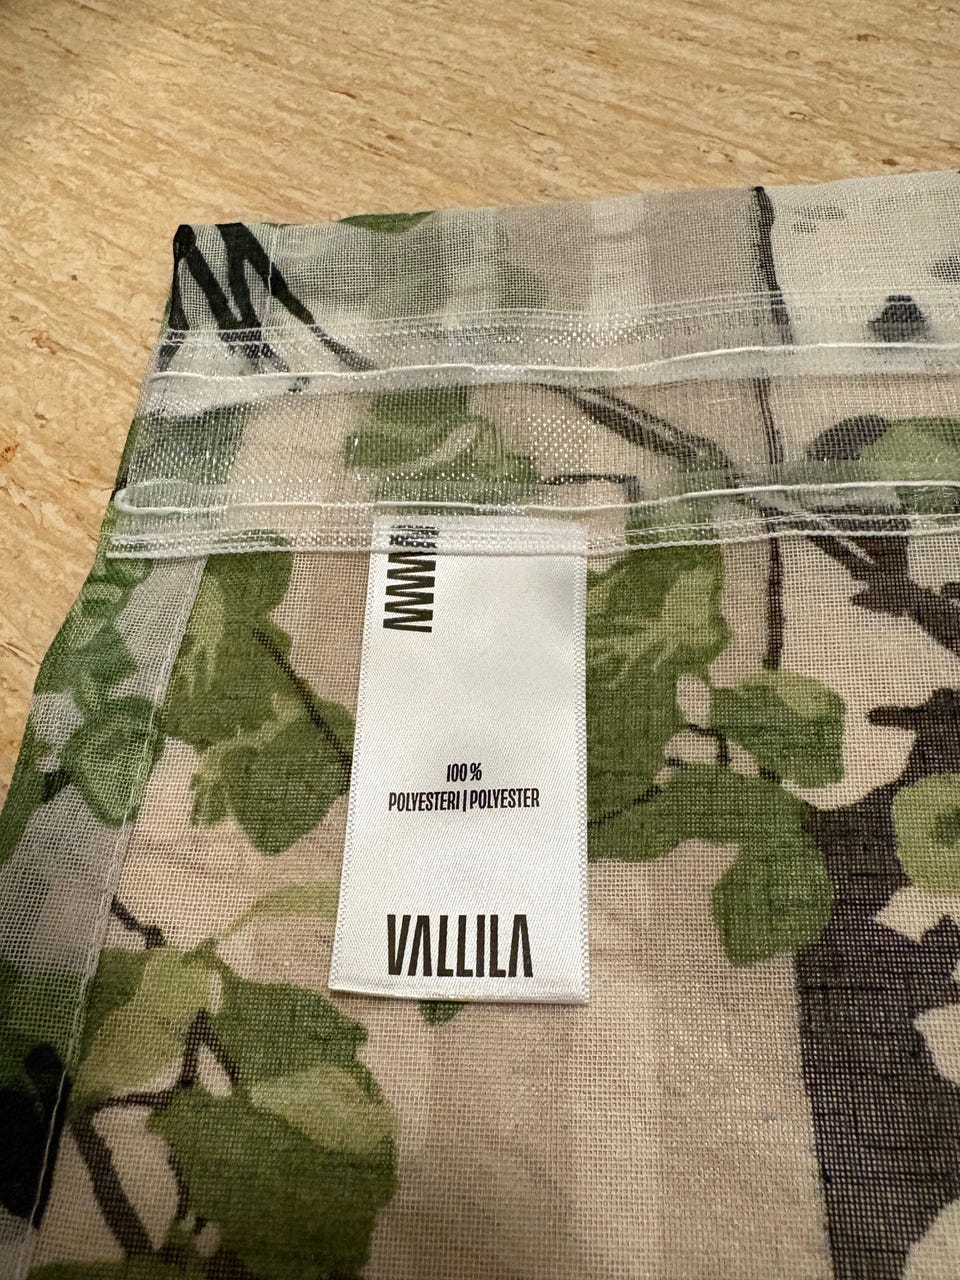 100 %
POLYESTERI | POLYESTER
VALLILA